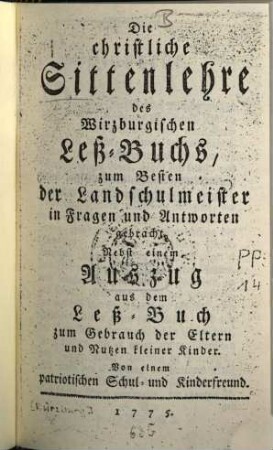 Die
christliche
Sittenlehre
des
Wirzburgischen
Leß-Buchs,
zum Besten
der Landschulmeister
in Fragen und Antworten
gebracht.
Nebst einem
Auszug
aus dem
Leß-Buch
zum Gebrauch der Eltern
und Nutzen kleiner Kinder.
Von einem
patriotischen Schul- und Kinderfreund.
1775.
PP.
14